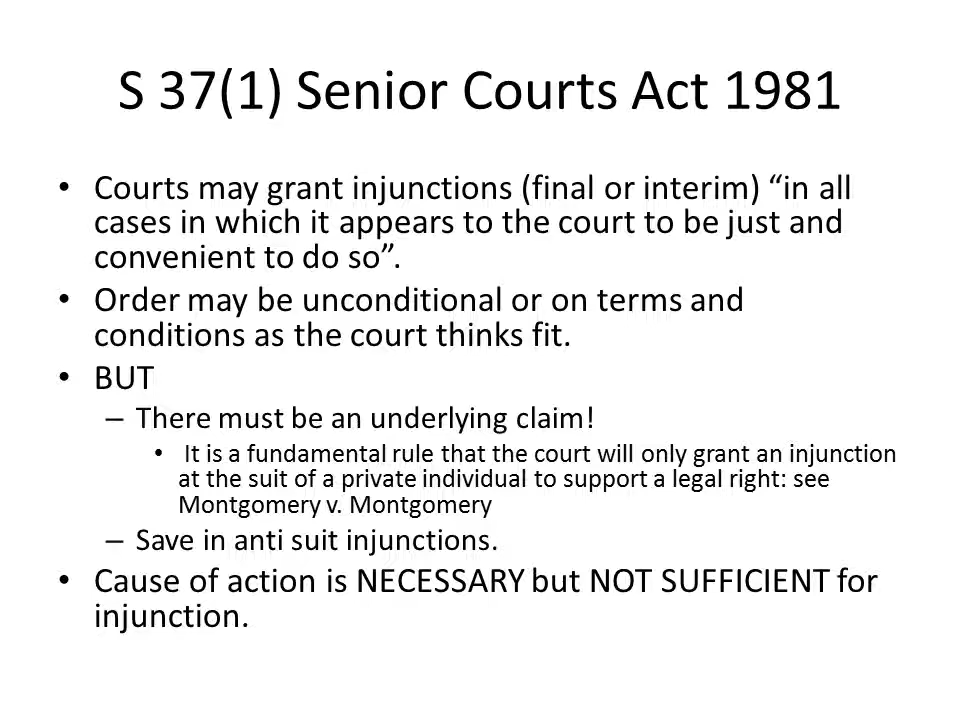 S 37(1) Senior Courts Act 1981
• Courts may grant injunctions (final or interim) “in all
cases in which it appears to the court to be just and
convenient to do so”.
• Order may be unconditional or on terms and
conditions as the court thinks fit.
• BUT
– There must be an underlying claim!
• It is a fundamental rule that the court will only grant an injunction
at the suit of a private individual to support a legal right: see
Montgomery v. Montgomery
– Save in anti suit injunctions.
• Cause of action is NECESSARY but NOT SUFFICIENT for
injunction.